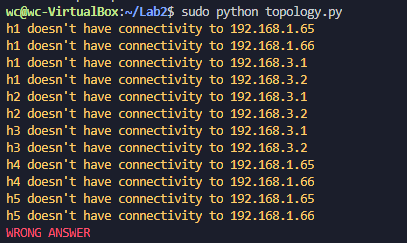 wc@wc-VirtualBox:~/Lab2$ sudo python topology.py
h1 doesn't have connectivity to 192.168.1.65
h1 doesn't have connectivity to 192.168.1.66
h1 doesn't have connectivity to 192.168.3.1
h1 doesn't have connectivity to 192.168.3.2
h2 doesn't have connectivity to 192.168.3.1
h2 doesn't have connectivity to 192.168.3.2
h3 doesn't have connectivity to 192.168.3.1
h3 doesn't have connectivity to 192.168.3.2
h4 doesn't have connectivity to 192.168.1.65
h4 doesn't have connectivity to 192.168.1.66
h5 doesn't have connectivity to 192.168.1.65
h5 doesn't have connectivity to 192.168.1.66
WRONG ANSWER